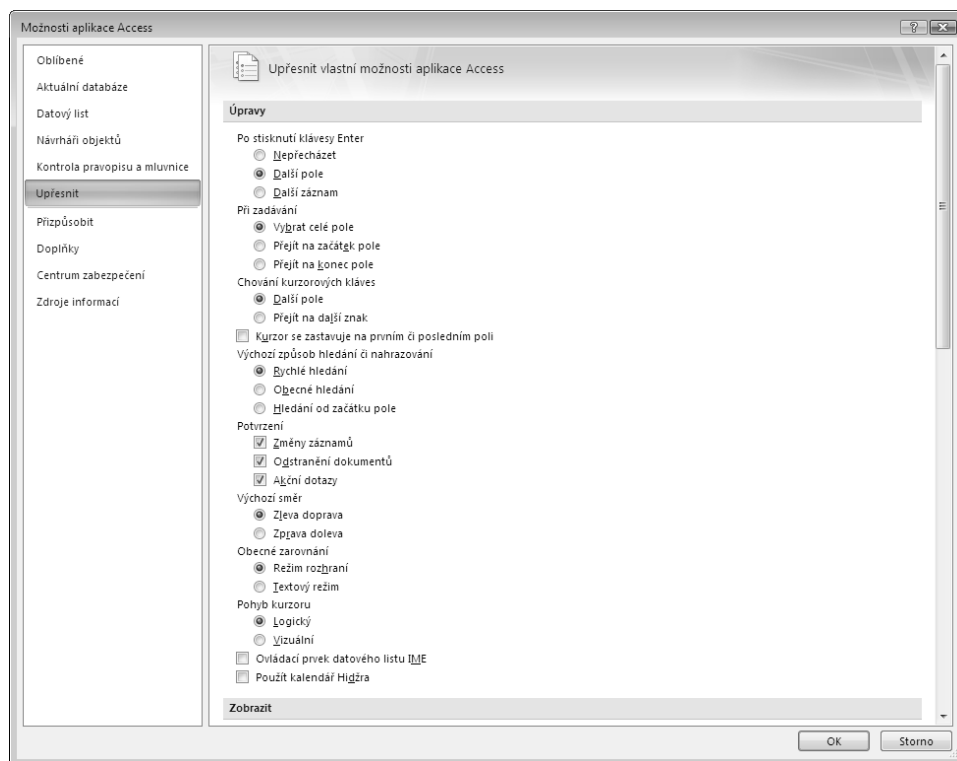 Možnosti aplikace Access
Oblíbené
Aktuální databáze
Datový list
Návrháři objektů
Kontrola pravopisu a mluvnice
Upřesnit
Přizpůsobit
Doplňky
Centrum zabezpečení
Zdroje informací
Upřesnit vlastní možnosti aplikace Access
Úpravy
Po stisknutí klávesy Enter
Nepřecházet
Další pole
Další záznam
Při zadávání
Vybrat celé pole
Přejít na začátek pole
Přejít na konec pole
Chování kurzorových kláves
Další pole
Přejít na další znak
Kurzor se zastavuje na prvním či posledním poli
Výchozí způsob hledání či nahrazování
Rychlé hledání
Obecné hledání
Hledání od začátku pole
Potvrzení
Změny záznamů
Odstranění dokumentů
Akční dotazy
Výchozí směr
Zleva doprava
Zprava doleva
Obecné zarovnání
Režim rozhraní
Textový režim
Pohyb kurzoru
Logický
Vizuální
Ovládací prvek datového listu IME
Použít kalendář Hidžra
Zobrazit
OK
Storno